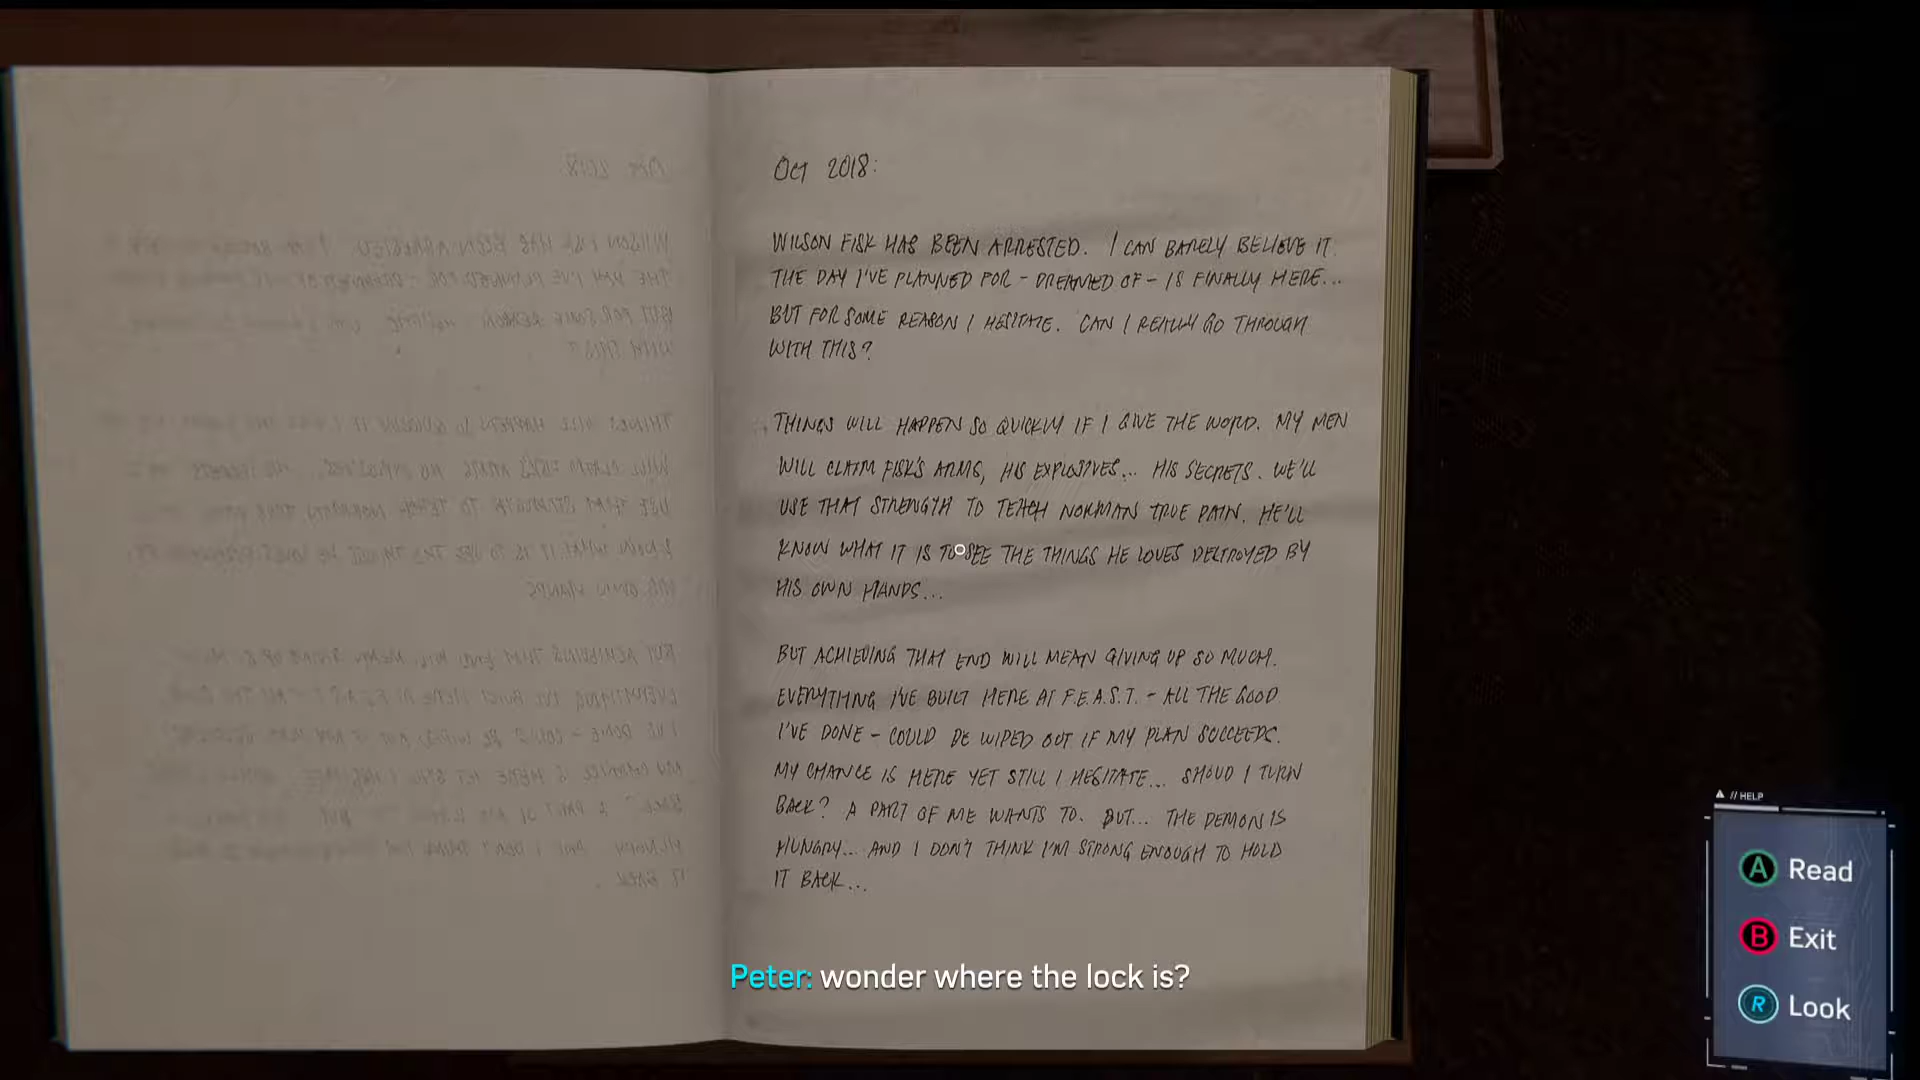 Oct 2018:
WILSON FISK HAS BEEN ARRESTED. I CAN BARELY BELIEVE IT.
THE DAY I'VE PLANNED FOR - DREAMED OF - IS FINALLY HERE...
BUT FOR SOME REASON I HESITATE. CAN I REALLY GO THROUGH
WITH THIS?
THINGS WILL HAPPEN SO QUICKLY IF I GIVE THE WORD. MY MEN
WILL CLAIM FISK'S ARMS, HIS EXPLOSIVES... HIS SECRETS. WE'LL
USE THAT STRENGTH TO TEACH NORMAN TRUE PAIN. HE'LL
KNOW WHAT IT IS TO SEE THE THINGS HE LOVES DESTROYED BY
HIS OWN HANDS...
BUT ACHIEVING THAT END WILL MEAN GIVING UP SO MUCH.
EVERYTHING I'VE BUILT HERE AT F.E.A.S.T. - ALL THE GOOD
I'VE DONE - COULD BE WIPED OUT IF MY PLAN SUCCEEDS.
MY CHANCE IS HERE YET STILL I HESITATE... SHOUD I TURN
BACK? A PART OF ME WANTS TO. BUT... THE DEMON IS
HUNGRY... AND I DON'T THINK I'M STRONG ENOUGH TO HOLD
IT BACK...
Peter: wonder where the lock is?
// HELP
A Read
B Exit
R Look